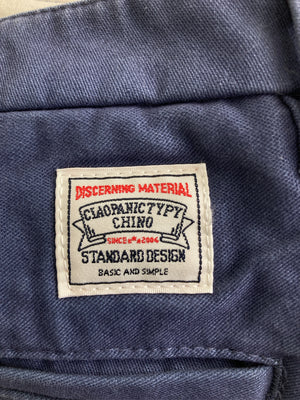 DISCERNING MATERIAL
CIAOPANIC TYPY
CHINO
SINCE●*●2006
STANDARD DESIGN
BASIC AND SIMPLE